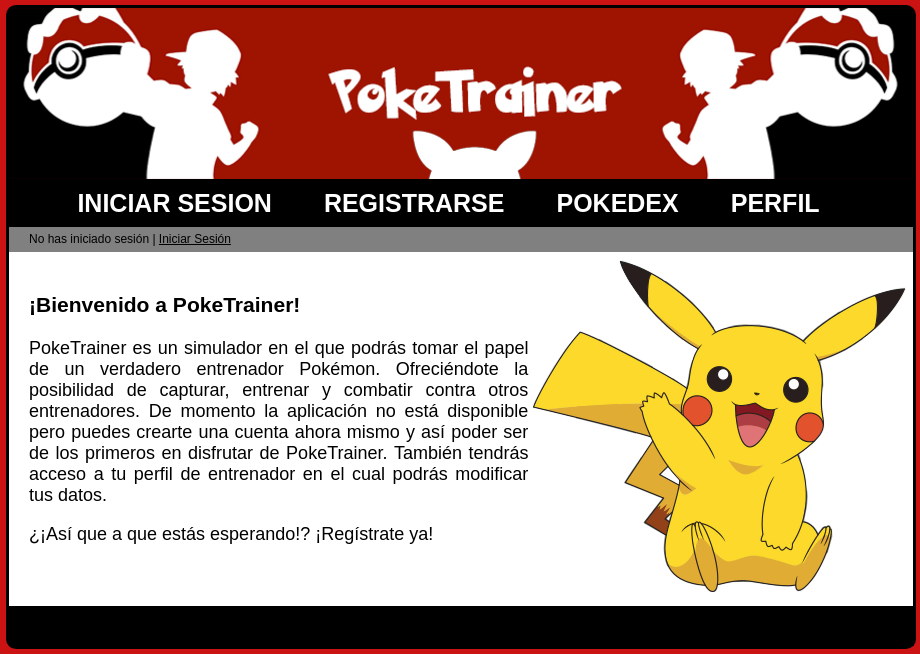 PokeTrainer
INICIAR SESION REGISTRARSE POKEDEX PERFIL
No has iniciado sesión | Iniciar Sesión
¡Bienvenido a PokeTrainer!
PokeTrainer es un simulador en el que podrás tomar el papel
de un verdadero entrenador Pokémon. Ofreciéndote la
posibilidad de capturar, entrenar y combatir contra otros
entrenadores. De momento la aplicación no está disponible
pero puedes crearte una cuenta ahora mismo y así poder ser
de los primeros en disfrutar de PokeTrainer. También tendrás
acceso a tu perfil de entrenador en el cual podrás modificar
tus datos.
¿¡Así que a que estás esperando!? ¡Regístrate ya!